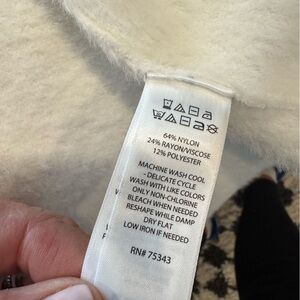 64% NYLON
24% RAYON/VISCOSE
12% POLYESTER
MACHINE WASH COOL
- DELICATE CYCLE
WASH WITH LIKE COLORS
ONLY NON-CHLORINE
BLEACH WHEN NEEDED
RESHAPE WHILE DAMP
DRY FLAT
LOW IRON IF NEEDED
RN# 75343